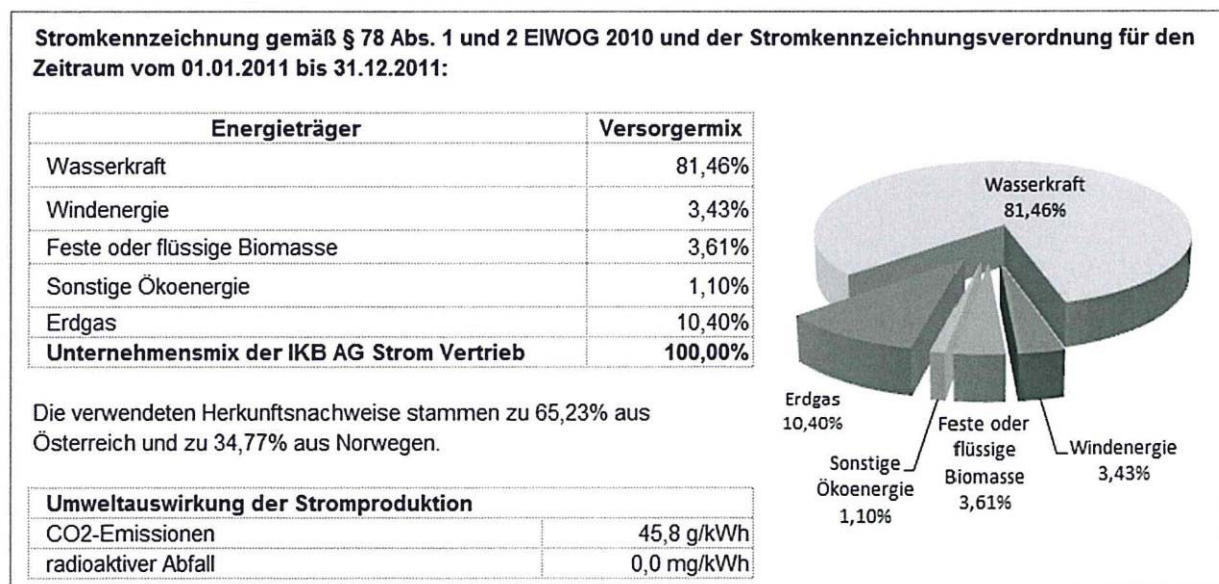 Stromkennzeichnung gemäß § 78 Abs. 1 und 2 ElWOG 2010 und der Stromkennzeichnungsverordnung für den
Zeitraum vom 01.01.2011 bis 31.12.2011:
Energieträger Versorgermix
Wasserkraft 81,46%
Windenergie 3,43%
Feste oder flüssige Biomasse 3,61%
Sonstige Ökoenergie 1,10%
Erdgas 10,40%
Unternehmensmix der IKB AG Strom Vertrieb 100,00%
Die verwendeten Herkunftsnachweise stammen zu 65,23% aus
Österreich und zu 34,77% aus Norwegen.
Umweltauswirkung der Stromproduktion
CO2-Emissionen 45,8 g/kWh
radioaktiver Abfall 0,0 mg/kWh
Wasserkraft
81,46%
Erdgas
10,40%
Sonstige
Ökoenergie
1,10%
Feste oder
flüssige
Biomasse
3,61%
Windenergie
3,43%